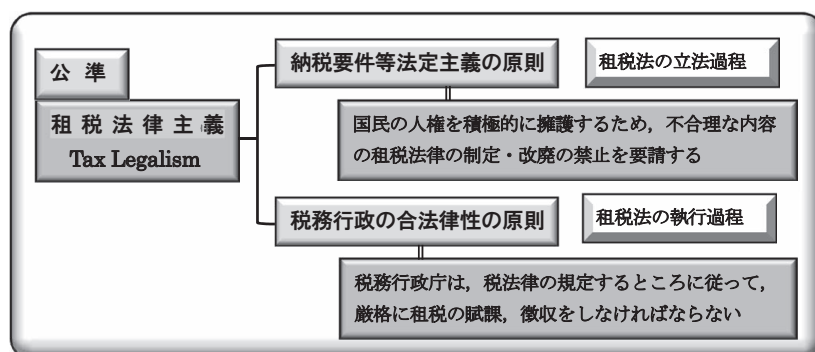 公準
租税法律主義
Tax Legalism
納税要件等法定主義の原則
租税法の立法過程
国民の人権を積極的に擁護するため，不合理な内容
の租税法律の制定・改廃の禁止を要請する
税務行政の合法律性の原則
租税法の執行過程
税務行政庁は，税法律の規定するところに従って，
厳格に租税の賦課，徴収をしなければならない